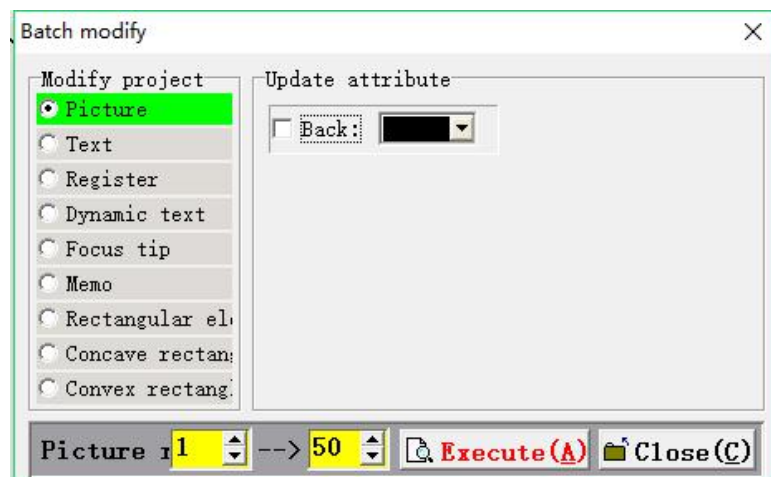 Batch modify
Modify project
Update attribute
Picture
Back:
Text
Register
Dynamic text
Focus tip
Memo
Rectangular el
Concave rectan
Convex rectang
Picture 1 --> 50 Execute(A) Close(C)